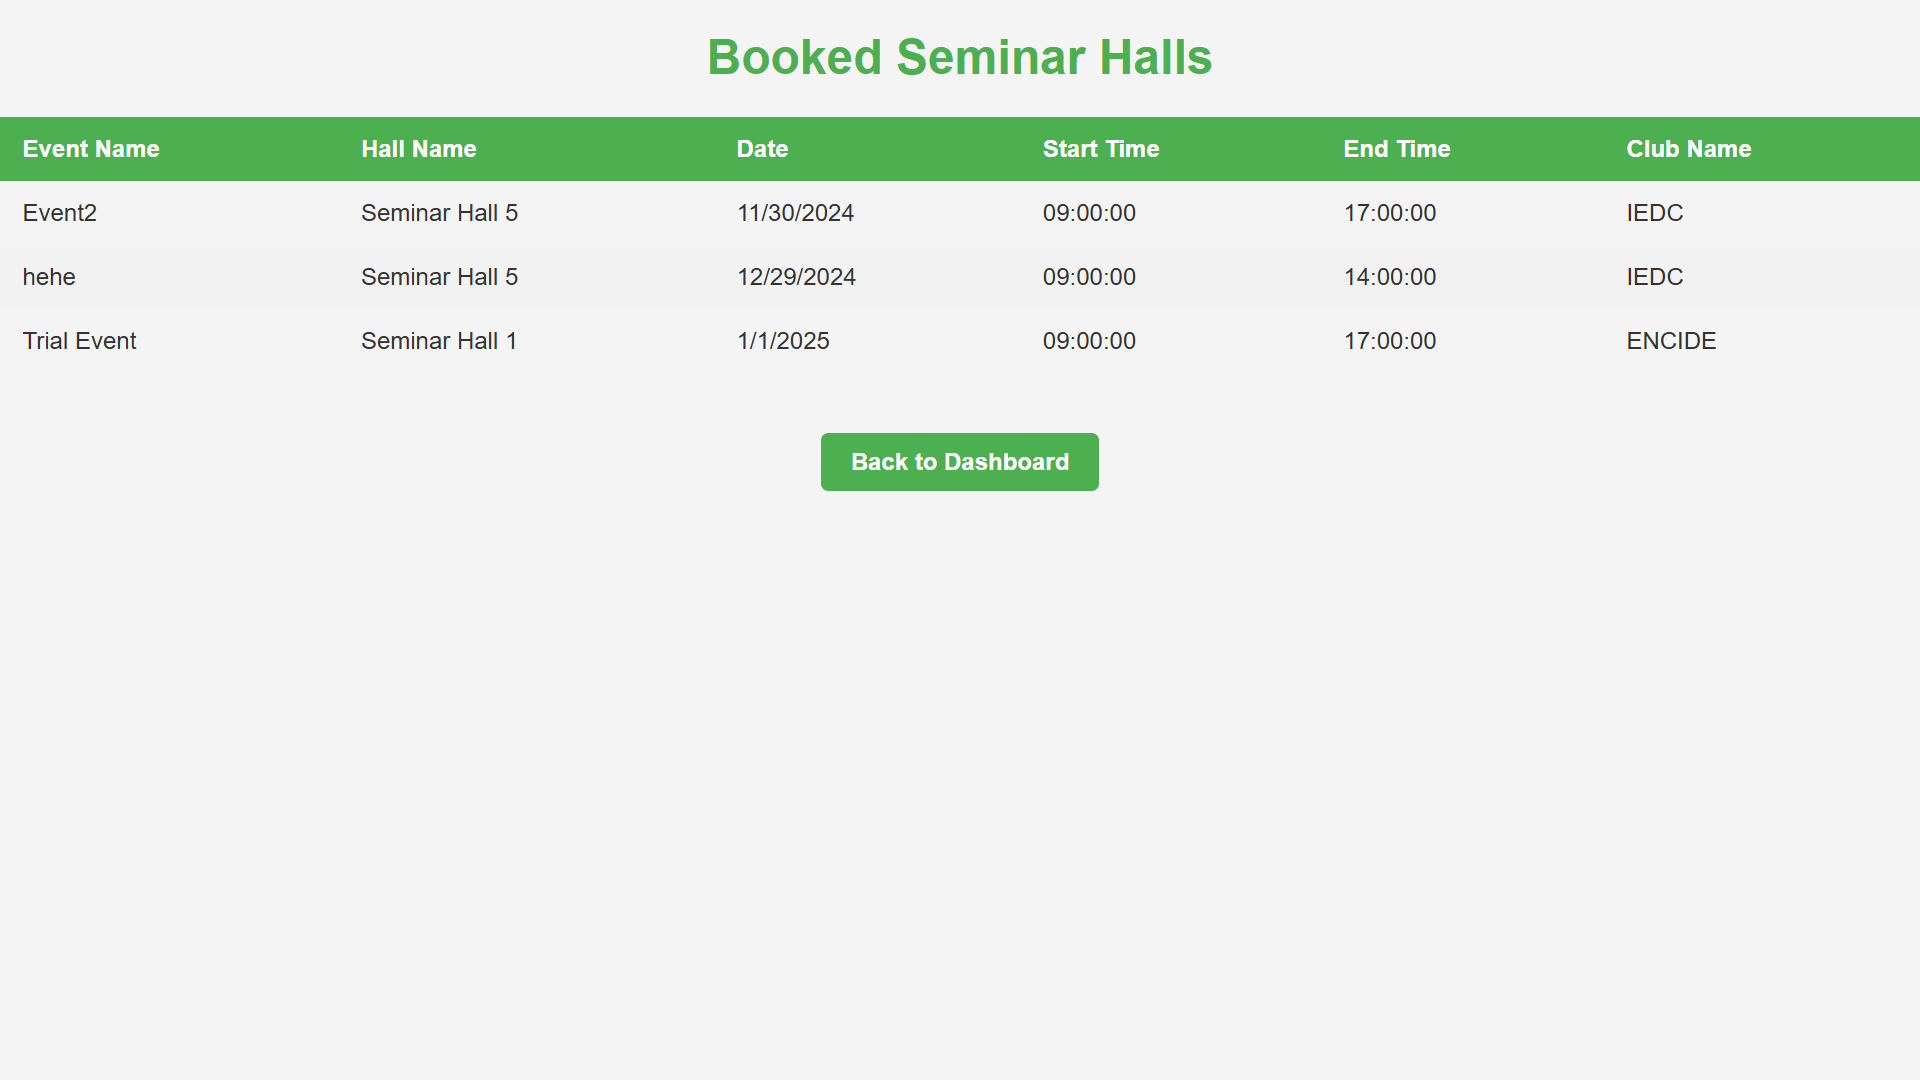 Booked Seminar Halls
Event Name Hall Name Date Start Time End Time Club Name
Event2 Seminar Hall 5 11/30/2024 09:00:00 17:00:00 IEDC
hehe Seminar Hall 5 12/29/2024 09:00:00 14:00:00 IEDC
Trial Event Seminar Hall 1 1/1/2025 09:00:00 17:00:00 ENCIDE
Back to Dashboard